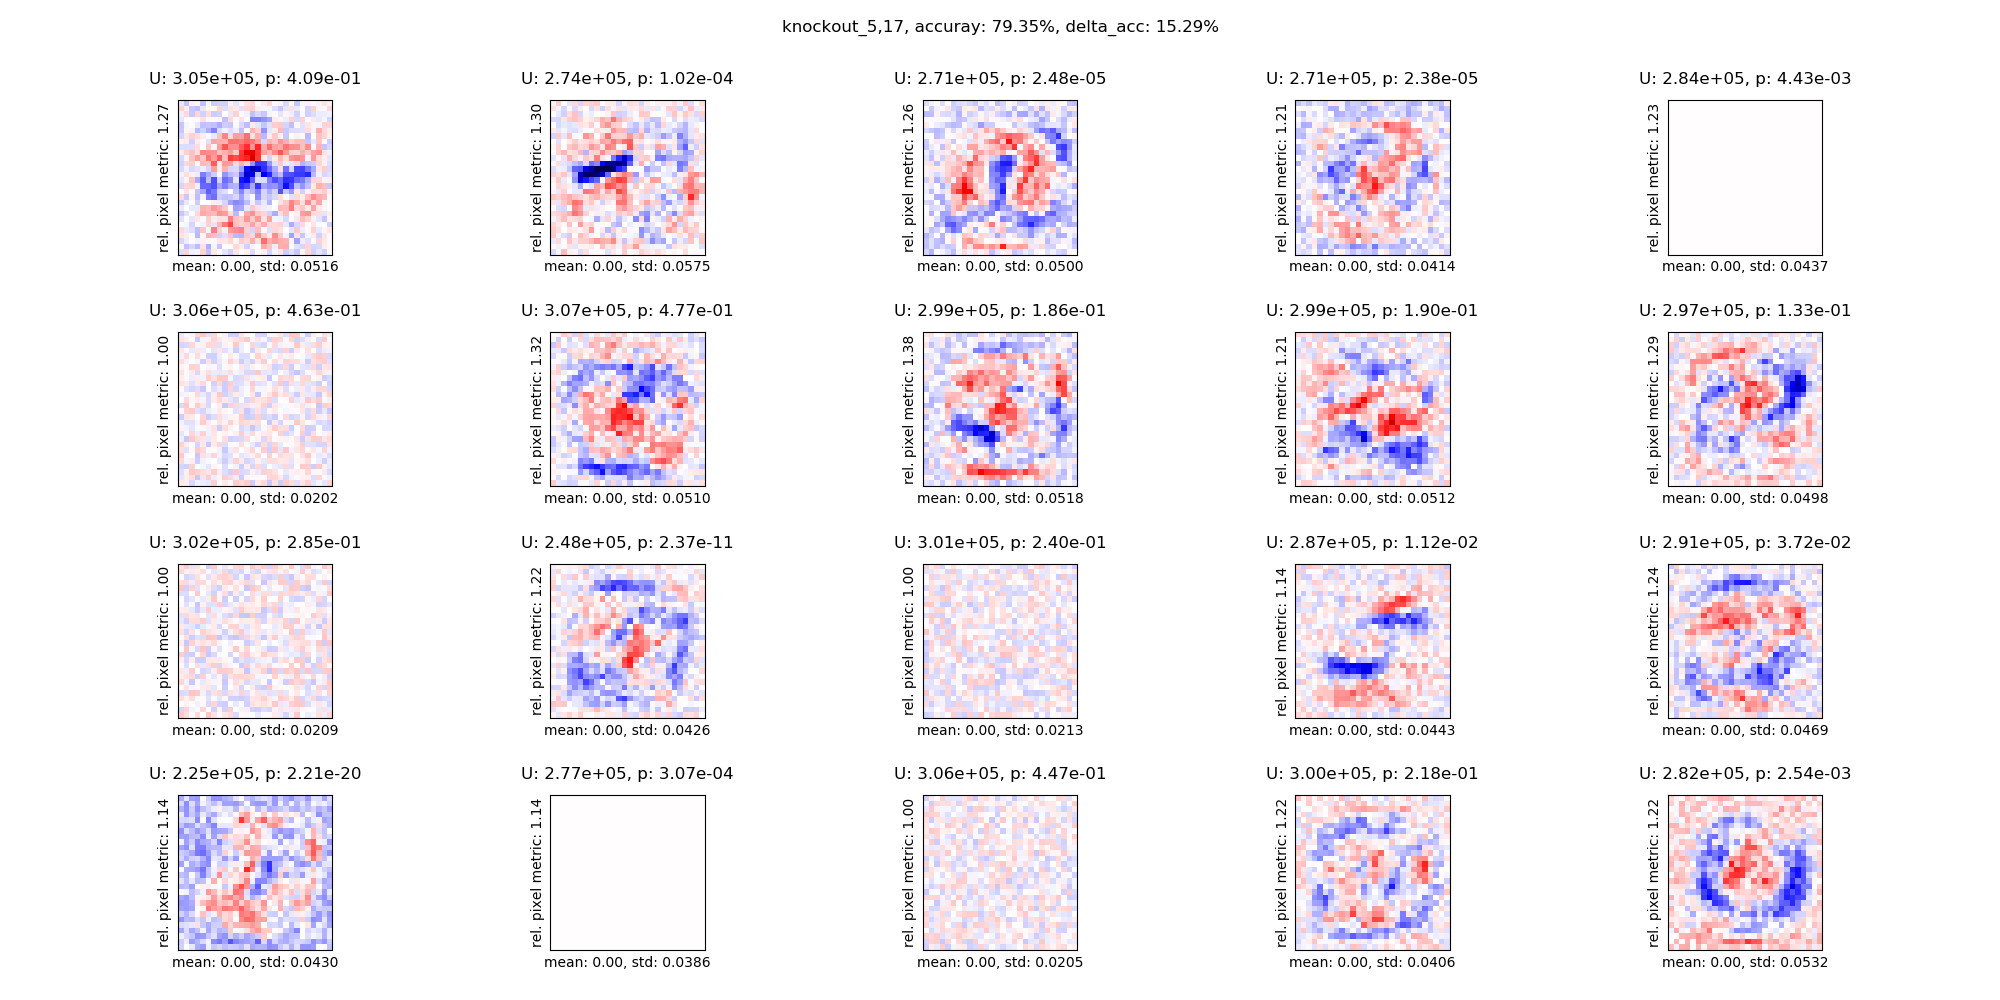 knockout_5,17, accuray: 79.35%, delta_acc: 15.29%
U: 3.05e+05, p: 4.09e-01
rel. pixel metric: 1.27
mean: 0.00, std: 0.0516
U: 2.74e+05, p: 1.02e-04
rel. pixel metric: 1.30
mean: 0.00, std: 0.0575
U: 2.71e+05, p: 2.48e-05
rel. pixel metric: 1.26
mean: 0.00, std: 0.0500
U: 2.71e+05, p: 2.38e-05
rel. pixel metric: 1.21
mean: 0.00, std: 0.0414
U: 2.84e+05, p: 4.43e-03
rel. pixel metric: 1.23
mean: 0.00, std: 0.0437
U: 3.06e+05, p: 4.63e-01
rel. pixel metric: 1.00
mean: 0.00, std: 0.0202
U: 3.07e+05, p: 4.77e-01
rel. pixel metric: 1.32
mean: 0.00, std: 0.0510
U: 2.99e+05, p: 1.86e-01
rel. pixel metric: 1.38
mean: 0.00, std: 0.0518
U: 2.99e+05, p: 1.90e-01
rel. pixel metric: 1.21
mean: 0.00, std: 0.0512
U: 2.97e+05, p: 1.33e-01
rel. pixel metric: 1.29
mean: 0.00, std: 0.0498
U: 3.02e+05, p: 2.85e-01
rel. pixel metric: 1.00
mean: 0.00, std: 0.0209
U: 2.48e+05, p: 2.37e-11
rel. pixel metric: 1.22
mean: 0.00, std: 0.0426
U: 3.01e+05, p: 2.40e-01
rel. pixel metric: 1.00
mean: 0.00, std: 0.0213
U: 2.87e+05, p: 1.12e-02
rel. pixel metric: 1.14
mean: 0.00, std: 0.0443
U: 2.91e+05, p: 3.72e-02
rel. pixel metric: 1.24
mean: 0.00, std: 0.0469
U: 2.25e+05, p: 2.21e-20
rel. pixel metric: 1.14
mean: 0.00, std: 0.0430
U: 2.77e+05, p: 3.07e-04
rel. pixel metric: 1.14
mean: 0.00, std: 0.0386
U: 3.06e+05, p: 4.47e-01
rel. pixel metric: 1.00
mean: 0.00, std: 0.0205
U: 3.00e+05, p: 2.18e-01
rel. pixel metric: 1.22
mean: 0.00, std: 0.0406
U: 2.82e+05, p: 2.54e-03
rel. pixel metric: 1.22
mean: 0.00, std: 0.0532